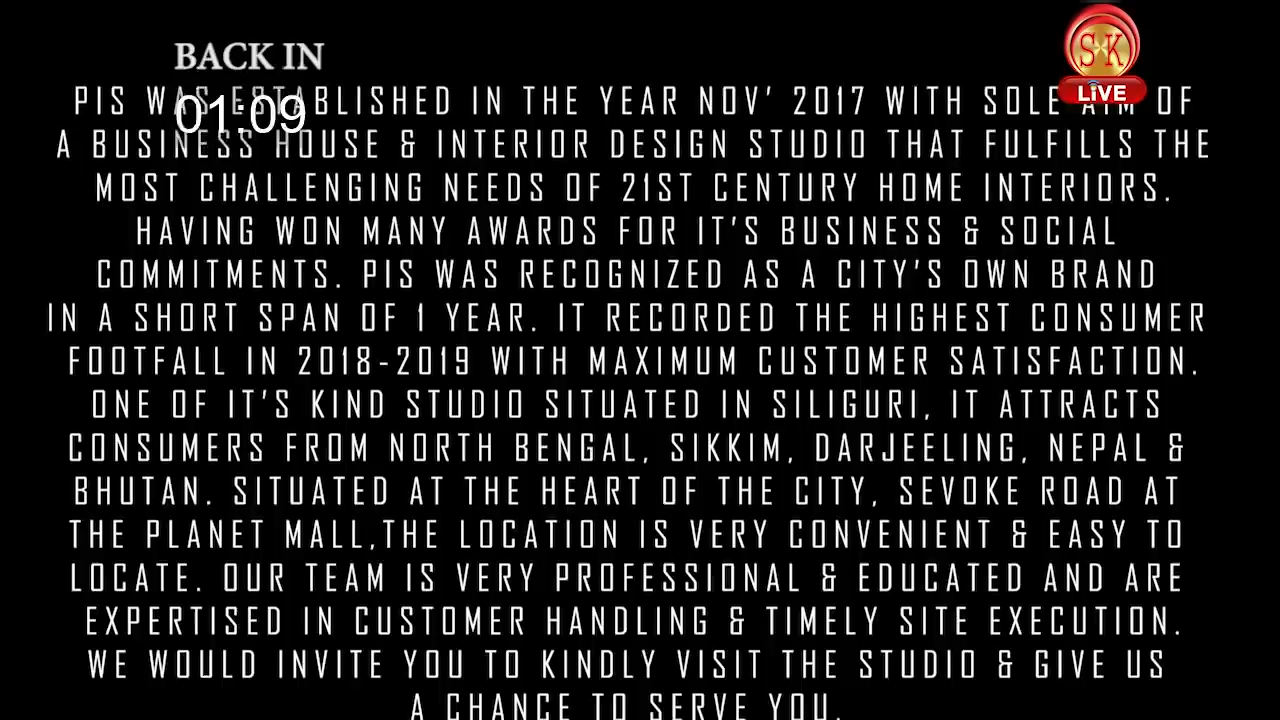 BACK IN
01:09
SK
LIVE
PIS WAS ESTABLISHED IN THE YEAR NOV' 2017 WITH SOLE AYM OF
A BUSINESS HOUSE & INTERIOR DESIGN STUDIO THAT FULFILLS THE
MOST CHALLENGING NEEDS OF 21ST CENTURY HOME INTERIORS.
HAVING WON MANY AWARDS FOR IT'S BUSINESS & SOCIAL
COMMITMENTS. PIS WAS RECOGNIZED AS A CITY'S OWN BRAND
IN A SHORT SPAN OF 1 YEAR. IT RECORDED THE HIGHEST CONSUMER
FOOTFALL IN 2018-2019 WITH MAXIMUM CUSTOMER SATISFACTION.
ONE OF IT'S KIND STUDIO SITUATED IN SILIGURI, IT ATTRACTS
CONSUMERS FROM NORTH BENGAL, SIKKIM, DARJEELING, NEPAL &
BHUTAN. SITUATED AT THE HEART OF THE CITY, SEVOKE ROAD AT
THE PLANET MALL,THE LOCATION IS VERY CONVENIENT & EASY TO
LOCATE. OUR TEAM IS VERY PROFESSIONAL & EDUCATED AND ARE
EXPERTISED IN CUSTOMER HANDLING & TIMELY SITE EXECUTION.
WE WOULD INVITE YOU TO KINDLY VISIT THE STUDIO & GIVE US
A CHANCE TO SERVE YOU.